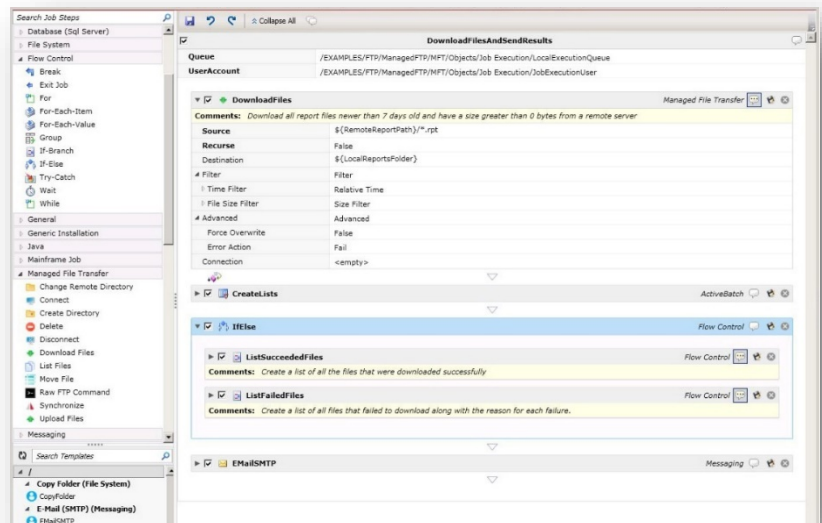 Search Job Steps
Collapse All
Database (Sql Server)
File System
Flow Control
Break
Exit Job
For
For-Each-Item
For-Each-Value
Group
If-Branch
If-Else
Try-Catch
Wait
While
General
Generic Installation
Java
Mainframe Job
Managed File Transfer
Change Remote Directory
Connect
Create Directory
Delete
Disconnect
Download Files
List Files
Move File
Raw FTP Command
Synchronize
Upload Files
Messaging
Search Templates
/
Copy Folder (File System)
CopyFolder
E-Mail (SMTP) (Messaging)
EMailSMTP
DownloadFilesAndSendResults
Queue /EXAMPLES/FTP/ManagedFTP/MFT/Objects/Job Execution/LocalExecutionQueue
UserAccount /EXAMPLES/FTP/ManagedFTP/MFT/Objects/Job Execution/JobExecutionUser
DownloadFiles Managed File Transfer
Comments: Download all report files newer than 7 days old and have a size greater than 0 bytes from a remote server
Source ${RemoteReportPath}/*.rpt
Recurse False
Destination ${LocalReportsFolder}
Filter Filter
Time Filter Relative Time
File Size Filter Size Filter
Advanced Advanced
Force Overwrite False
Error Action Fail
Connection <empty>
CreateLists ActiveBatch
IfElse Flow Control
ListSucceededFiles Flow Control
Comments: Create a list of all the files that were downloaded successfully
ListFailedFiles Flow Control
Comments: Create a list of all files that failed to download along with the reason for each failure.
EMailSMTP Messaging